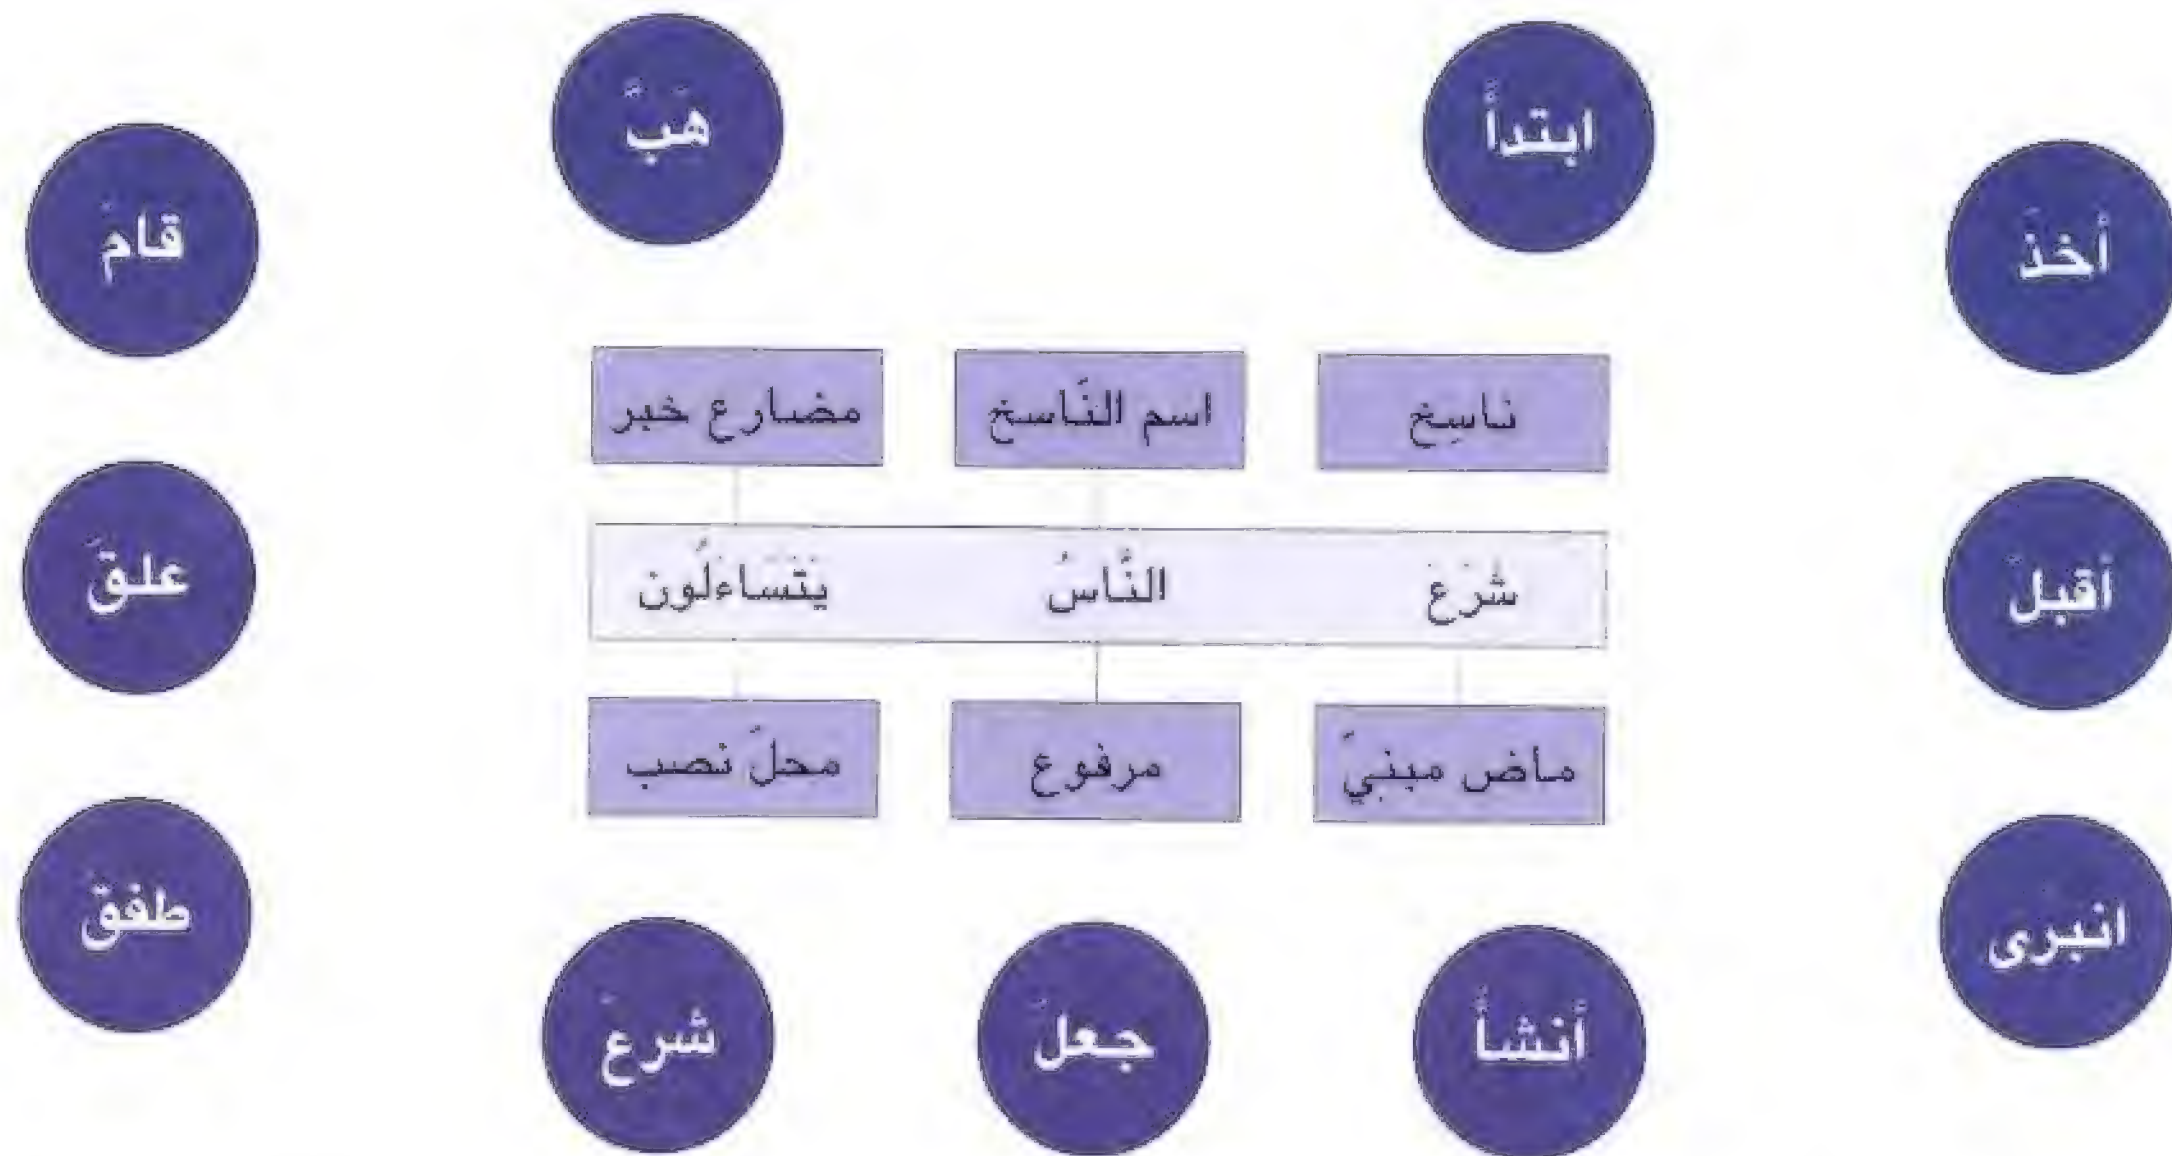 ابتدأَ
هَبَّ
أخذَ
قامَ
ناسِخ
اسم النَّاسخ
مضارع خبر
شَرَعَ النَّاسُ يَتَسَاءَلُون
أقبلَ
علقَ
ماض مبنيّ
مرفوع
محلّ نصب
انبرى
طفقَ
أنشأَ
جعلَ
شرعَ